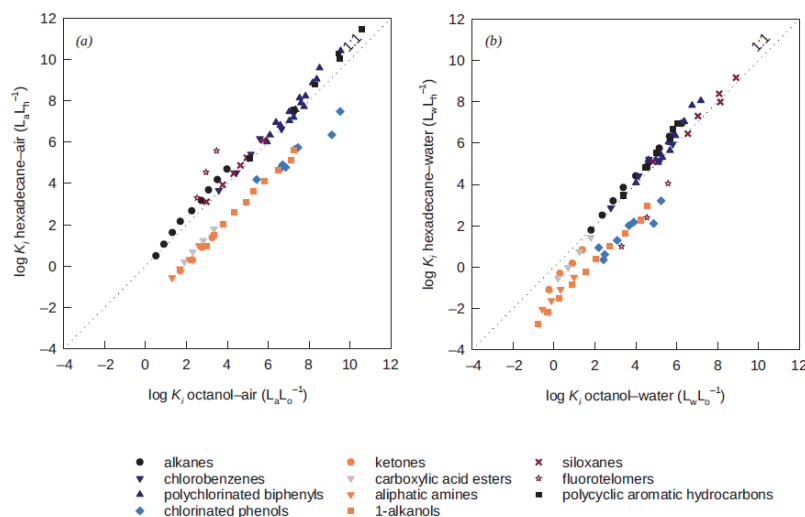 (a)
1:1
12
10
8
6
4
2
0
−2
−4
−4 −2 0 2 4 6 8 10 12
log Ki hexadecane–air (LaLh⁻¹)
log Ki octanol–air (LaLo⁻¹)
(b)
1:1
12
10
8
6
4
2
0
−2
−4
−4 −2 0 2 4 6 8 10 12
log Ki hexadecane–water (LwLh⁻¹)
log Ki octanol–water (LwLo⁻¹)
alkanes
chlorobenzenes
polychlorinated biphenyls
chlorinated phenols
ketones
carboxylic acid esters
aliphatic amines
1-alkanols
siloxanes
fluorotelomers
polycyclic aromatic hydrocarbons